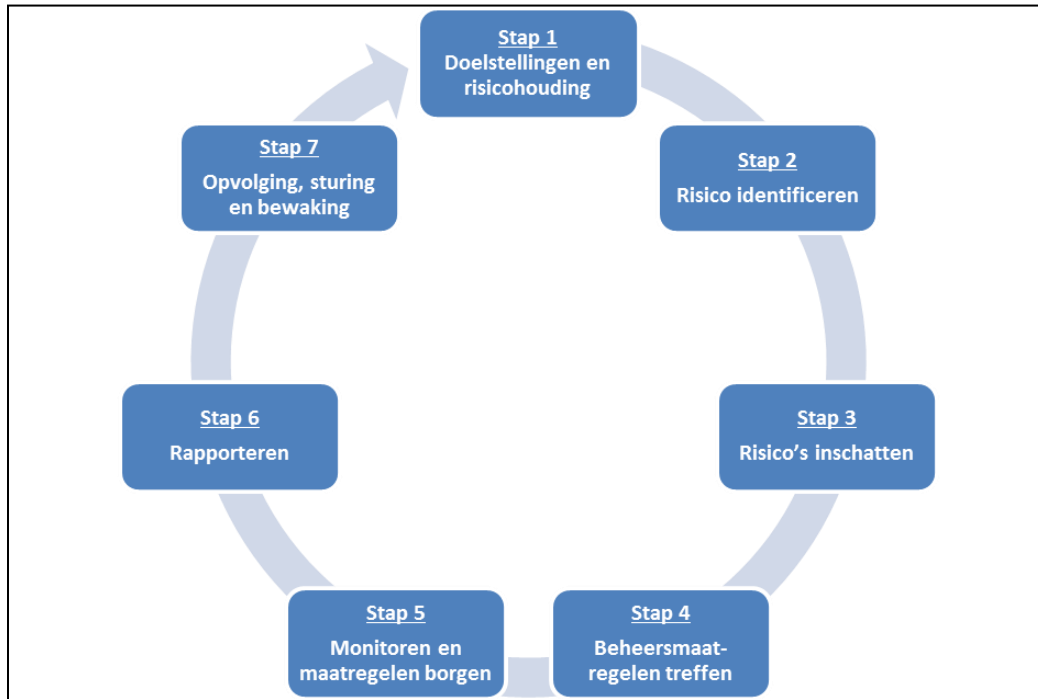 Stap 1
Doelstellingen en
risicohouding
Stap 2
Risico identificeren
Stap 3
Risico’s inschatten
Stap 4
Beheersmaat-
regelen treffen
Stap 5
Monitoren en
maatregelen borgen
Stap 6
Rapporteren
Stap 7
Opvolging, sturing
en bewaking